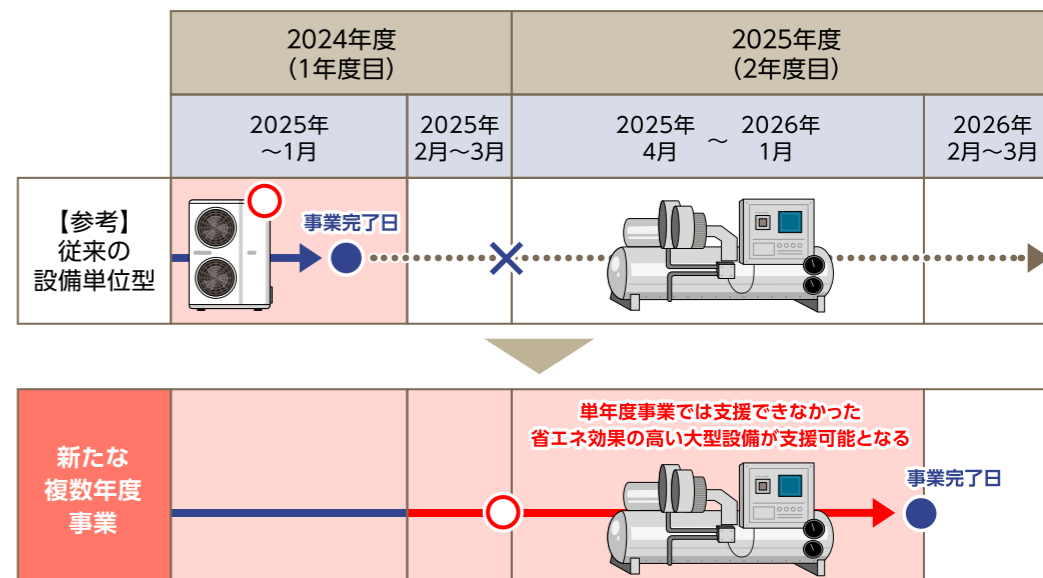 2024年度
(1年度目)
2025年度
(2年度目)
2025年
～1月
2025年
2月～3月
2025年
4月
～
2026年
1月
2026年
2月～3月
【参考】
従来の
設備単位型
事業完了日
新たな
複数年度
事業
単年度事業では支援できなかった
省エネ効果の高い大型設備が支援可能となる
事業完了日